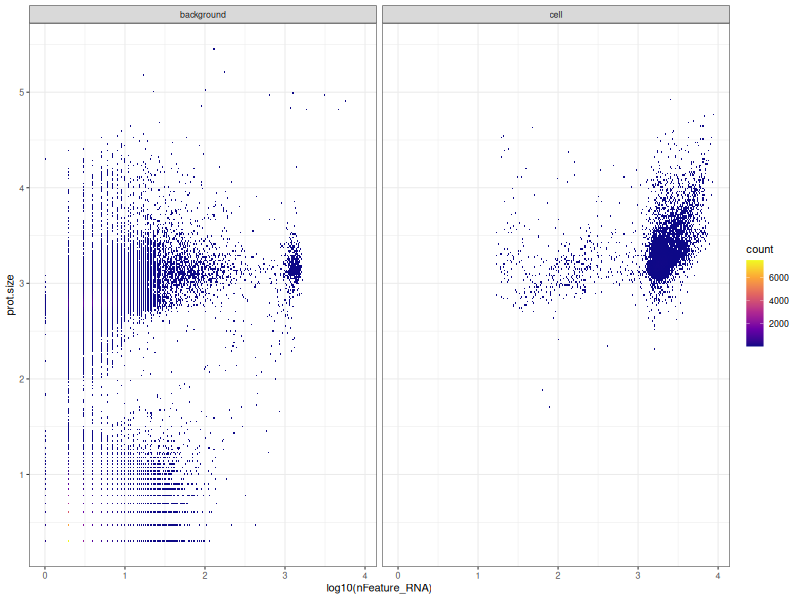 background
cell
5
4
3
2
1
prot.size
0 1 2 3 4
0 1 2 3 4
log10(nFeature_RNA)
count
6000
4000
2000